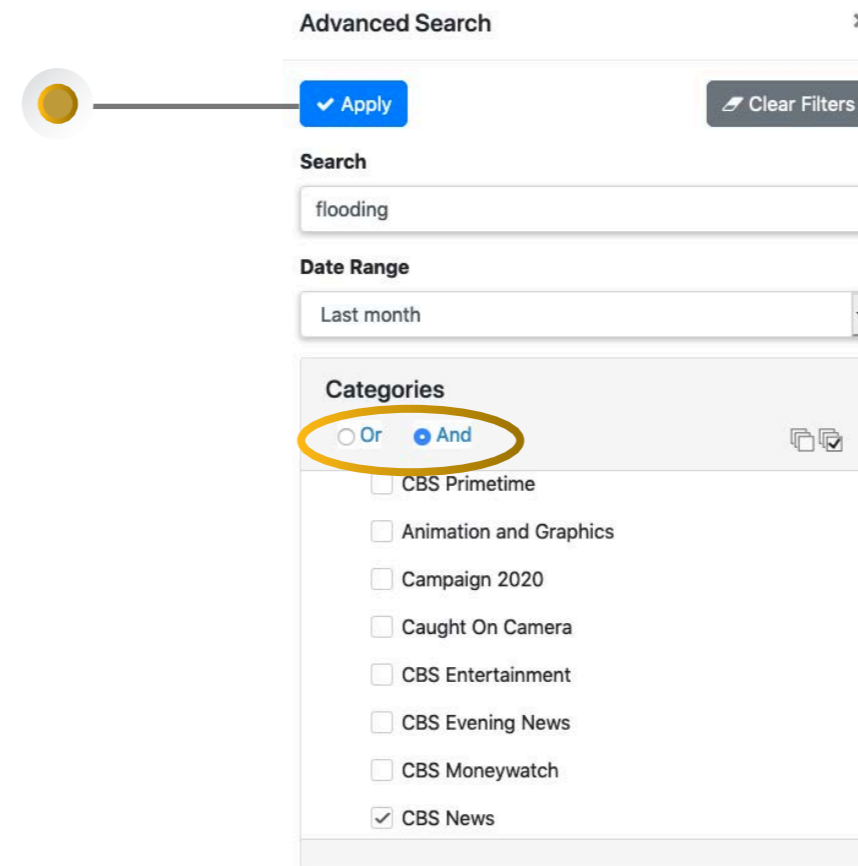 Advanced Search
Apply Clear Filters
Search
flooding
Date Range
Last month
Categories
Or And
CBS Primetime
Animation and Graphics
Campaign 2020
Caught On Camera
CBS Entertainment
CBS Evening News
CBS Moneywatch
CBS News